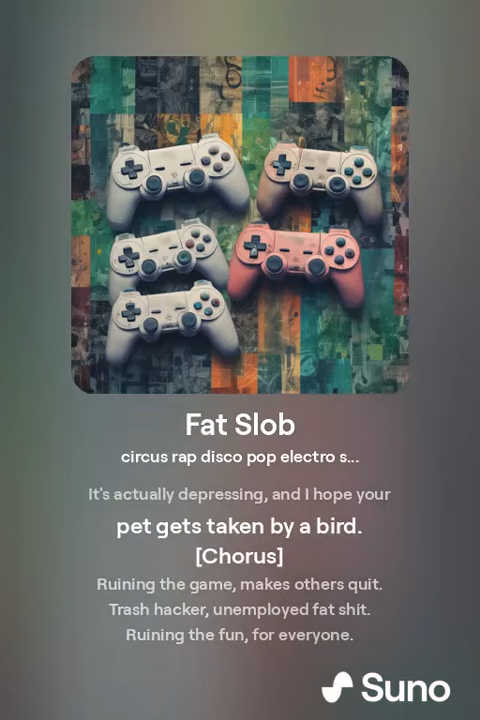 Fat Slob
circus rap disco pop electro s...
It's actually depressing, and I hope your
pet gets taken by a bird.
[Chorus]
Ruining the game, makes others quit.
Trash hacker, unemployed fat shit.
Ruining the fun, for everyone.
Suno